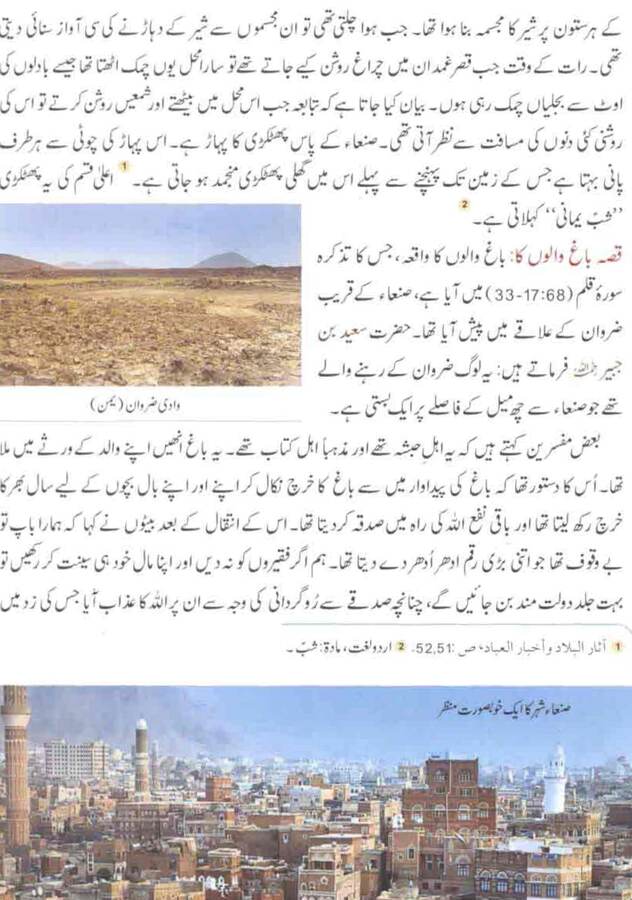 کے ہر ستون پر شیر کا مجسمہ بنا ہوا تھا۔ جب ہوا چلتی تھی تو ان مجسموں سے شیر کے دہاڑنے کی سی آواز سنائی دیتی
تھی۔ رات کے وقت جب قصر غمدان میں چراغ روشن کیے جاتے تھے تو سارا محل یوں چمک اٹھتا تھا جیسے بادلوں کی
اوٹ سے بجلیاں چمک رہی ہوں۔ بیان کیا جاتا ہے کہ تبابعہ جب اس محل میں بیٹھتے اور شمعیں روشن کرتے تو اس کی
روشنی کئی دنوں کی مسافت سے نظر آتی تھی۔ صنعاء کے پاس پھٹکڑی کا پہاڑ ہے۔ اس پہاڑ کی چوٹی سے ہر طرف
پانی بہتا ہے جس کے زمین تک پہنچنے سے پہلے اس میں گھلی پھٹکڑی منجمد ہو جاتی ہے۔ 1 اعلیٰ قسم کی یہ پھٹکڑی
”شبّ یمانی“ کہلاتی ہے۔ 2
قصہ باغ والوں کا: باغ والوں کا واقعہ، جس کا تذکرہ
سورۂ قلم (68:17-33) میں آیا ہے، صنعاء کے قریب
ضروان کے علاقے میں پیش آیا تھا۔ حضرت سعید بن
جبیر رحمہ اللہ فرماتے ہیں: یہ لوگ ضروان کے رہنے والے
تھے جو صنعاء سے چھ میل کے فاصلے پر ایک بستی ہے۔
وادی ضروان (یمن)
بعض مفسرین کہتے ہیں کہ یہ اہل حبشہ تھے اور مذہباً اہل کتاب تھے۔ یہ باغ انھیں اپنے والد کے ورثے میں ملا
تھا۔ اُس کا دستور تھا کہ باغ کی پیداوار میں سے باغ کا خرچ نکال کر اپنے اور اپنے بال بچوں کے لیے سال بھر کا
خرچ رکھ لیتا تھا اور باقی نفع اللہ کی راہ میں صدقہ کر دیتا تھا۔ اس کے انتقال کے بعد بیٹوں نے کہا کہ ہمارا باپ تو
بے وقوف تھا جو اتنی بڑی رقم ادھر اُدھر دے دیتا تھا۔ ہم اگر فقیروں کو نہ دیں اور اپنا مال خود ہی سینت کر رکھیں تو
بہت جلد دولت مند بن جائیں گے، چنانچہ صدقے سے رُوگردانی کی وجہ سے ان پر اللہ کا عذاب آیا جس کی زد میں
1 آثار البلاد وأخبار العباد، ص: 52,51۔ 2 اردو لغت، مادۃ: شبّ۔
صنعاء شہر کا ایک خوبصورت منظر